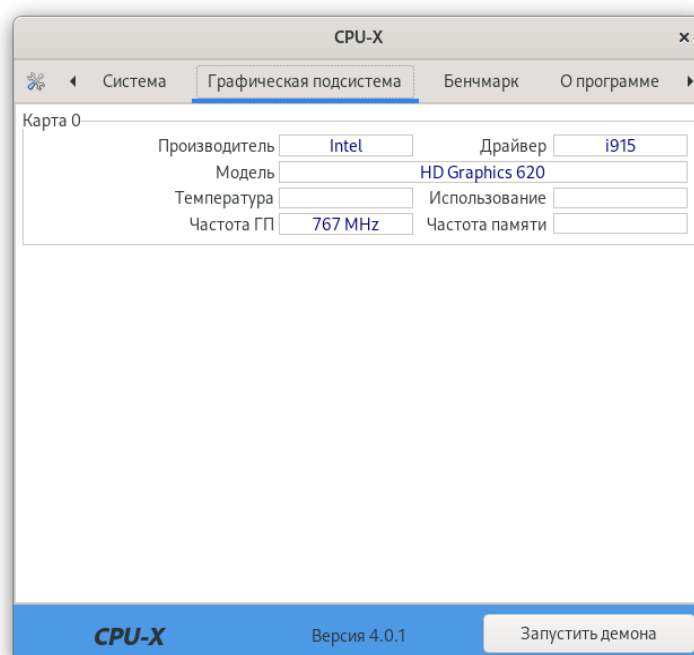 CPU-X
Система Графическая подсистема Бенчмарк О программе
Карта 0
Производитель Intel Драйвер i915
Модель HD Graphics 620
Температура Использование
Частота ГП 767 MHz Частота памяти
CPU-X Версия 4.0.1 Запустить демона